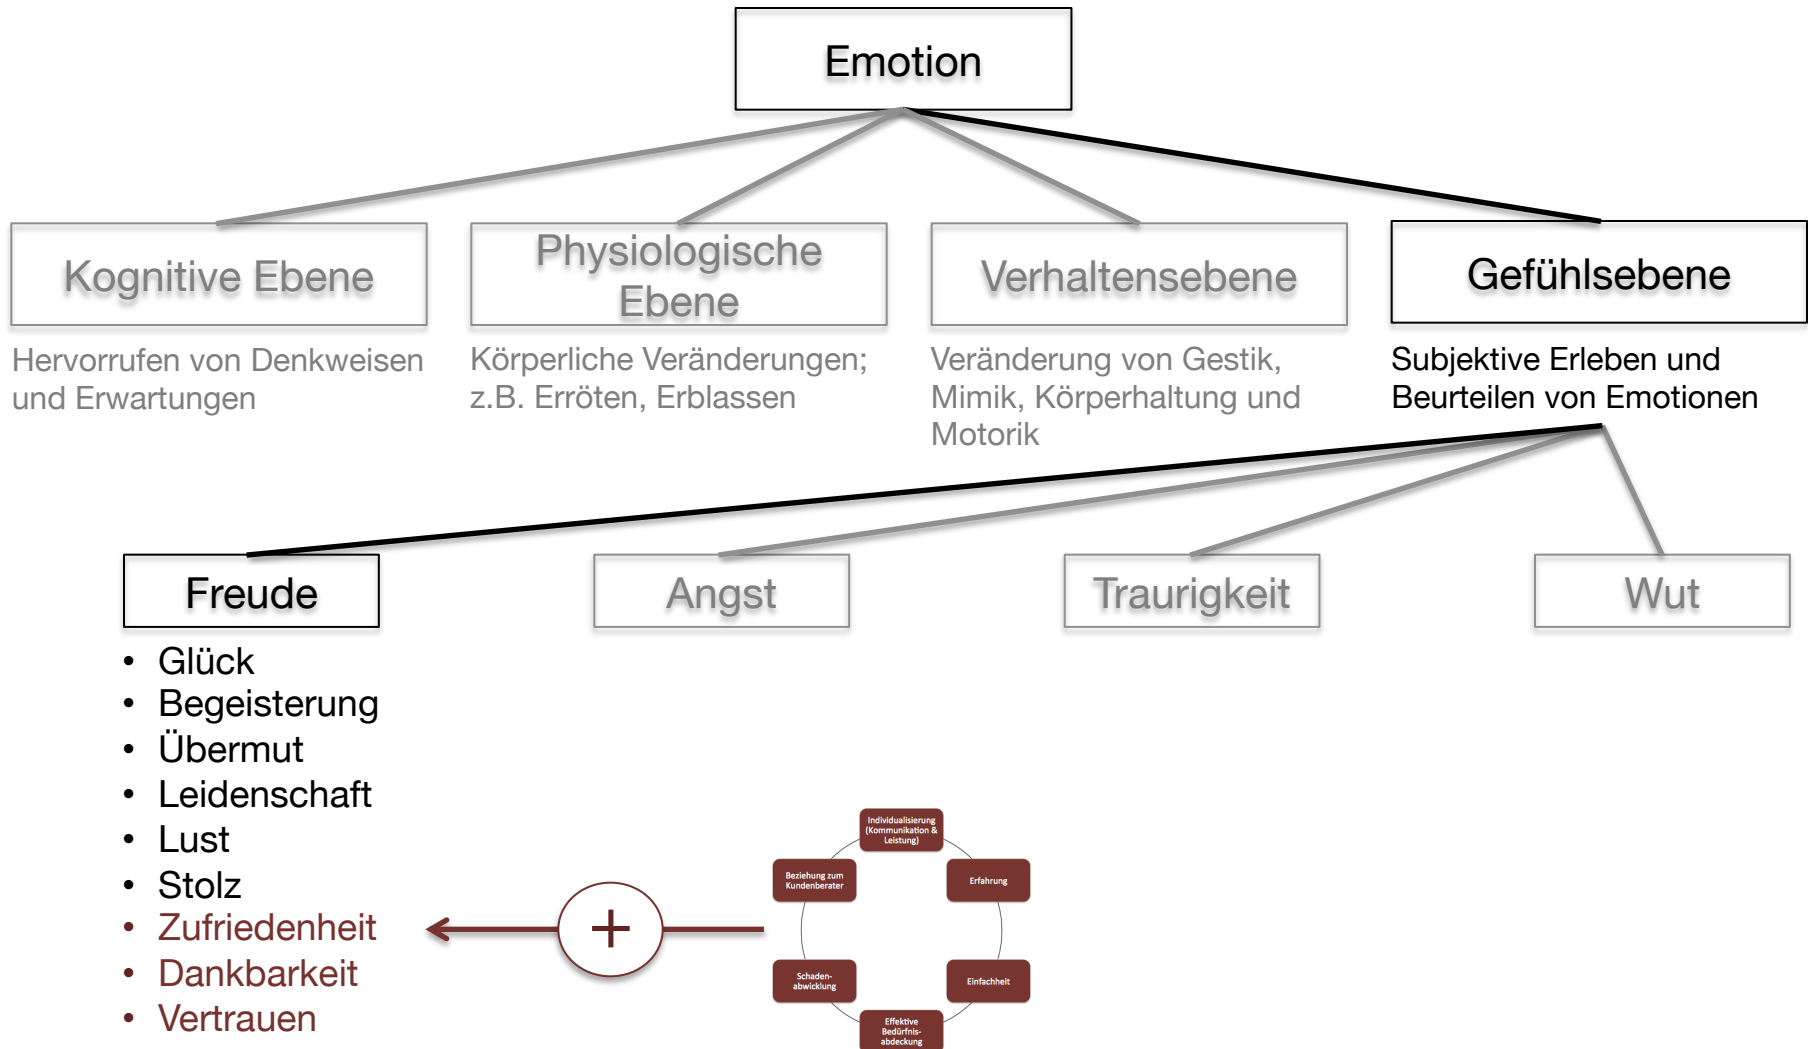 Emotion
Kognitive Ebene
Physiologische
Ebene
Verhaltensebene
Gefühlsebene
Hervorrufen von Denkweisen
und Erwartungen
Körperliche Veränderungen;
z.B. Erröten, Erblassen
Veränderung von Gestik,
Mimik, Körperhaltung und
Motorik
Subjektive Erleben und
Beurteilen von Emotionen
Freude
Angst
Traurigkeit
Wut
• Glück
• Begeisterung
• Übermut
• Leidenschaft
• Lust
• Stolz
• Zufriedenheit
• Dankbarkeit
• Vertrauen
+
Individualisierung
(Kommunikation &
Leistung)
Beziehung zum
Kundenberater
Erfahrung
Schaden-
abwicklung
Einfachheit
Effektive
Bedürfnis-
abdeckung